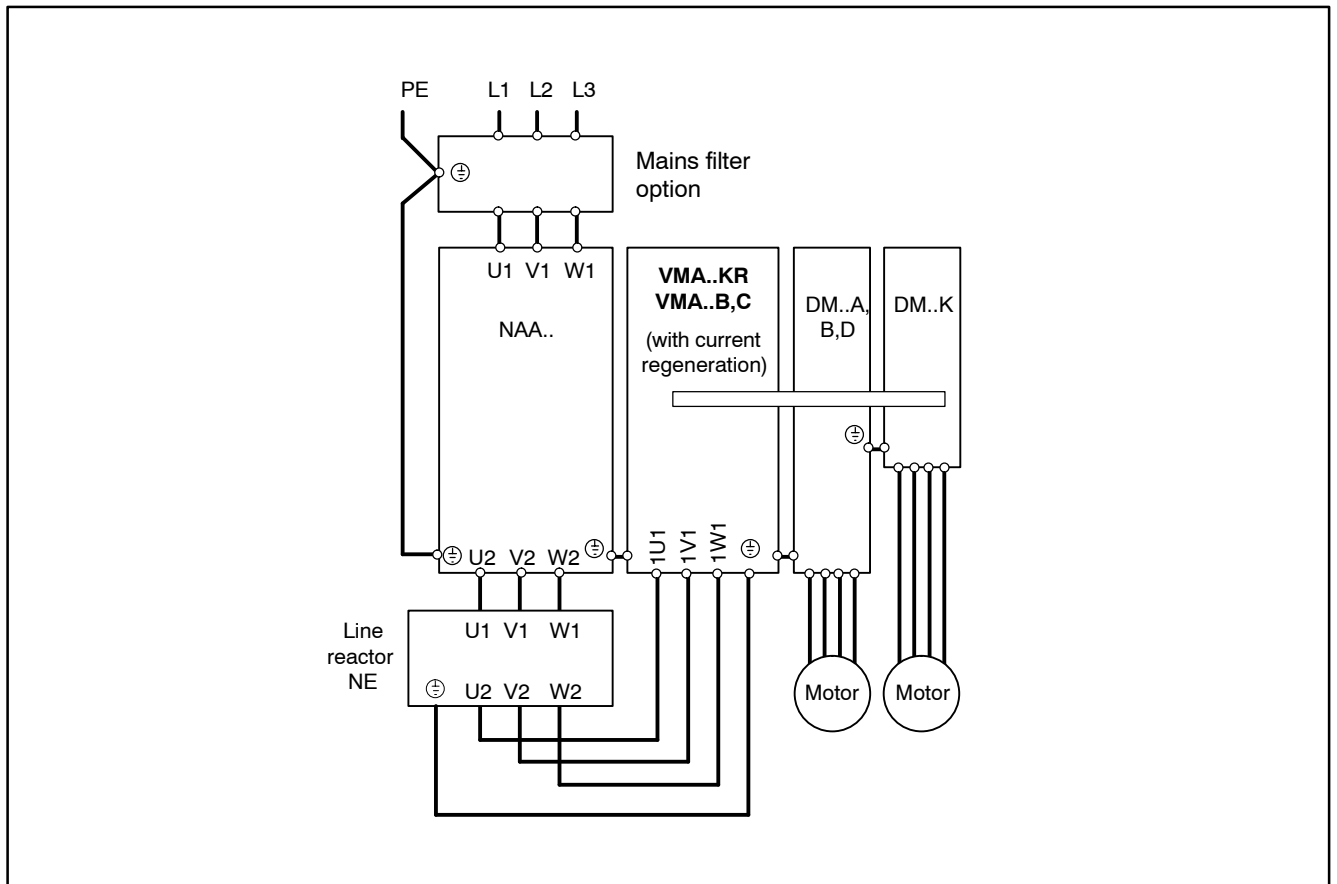 PE L1 L2 L3
Mains filter
option
U1 V1 W1
NAA..
VMA..KR
VMA..B,C
(with current
regeneration)
DM..A,
B,D
DM..K
U2 V2 W2
1U1
1V1
1W1
Line
reactor
NE
U1 V1 W1
U2 V2 W2
Motor
Motor